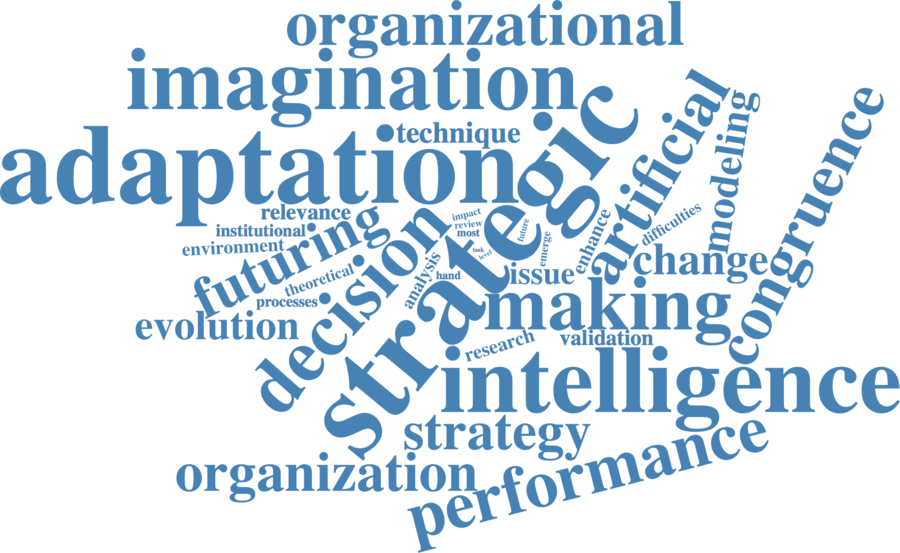 organizational
imagination
technique
adaptation
strategic
artificial
modeling
congruence
relevance
institutional
environment
futuring
theoretical
processes
evolution
decision
analysis
impact
review
most
task
level
hand
future
emerge
enhance
difficulties
issue
change
making
validation
research
intelligence
strategy
organization
performance